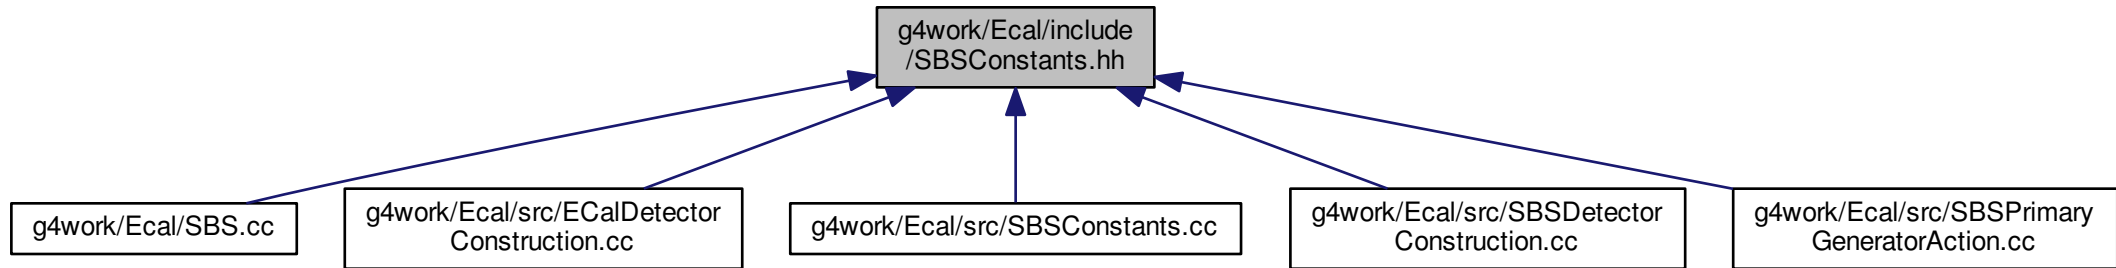 g4work/Ecal/include
/SBSConstants.hh
g4work/Ecal/SBS.cc
g4work/Ecal/src/ECalDetector
Construction.cc
g4work/Ecal/src/SBSConstants.cc
g4work/Ecal/src/SBSDetector
Construction.cc
g4work/Ecal/src/SBSPrimary
GeneratorAction.cc